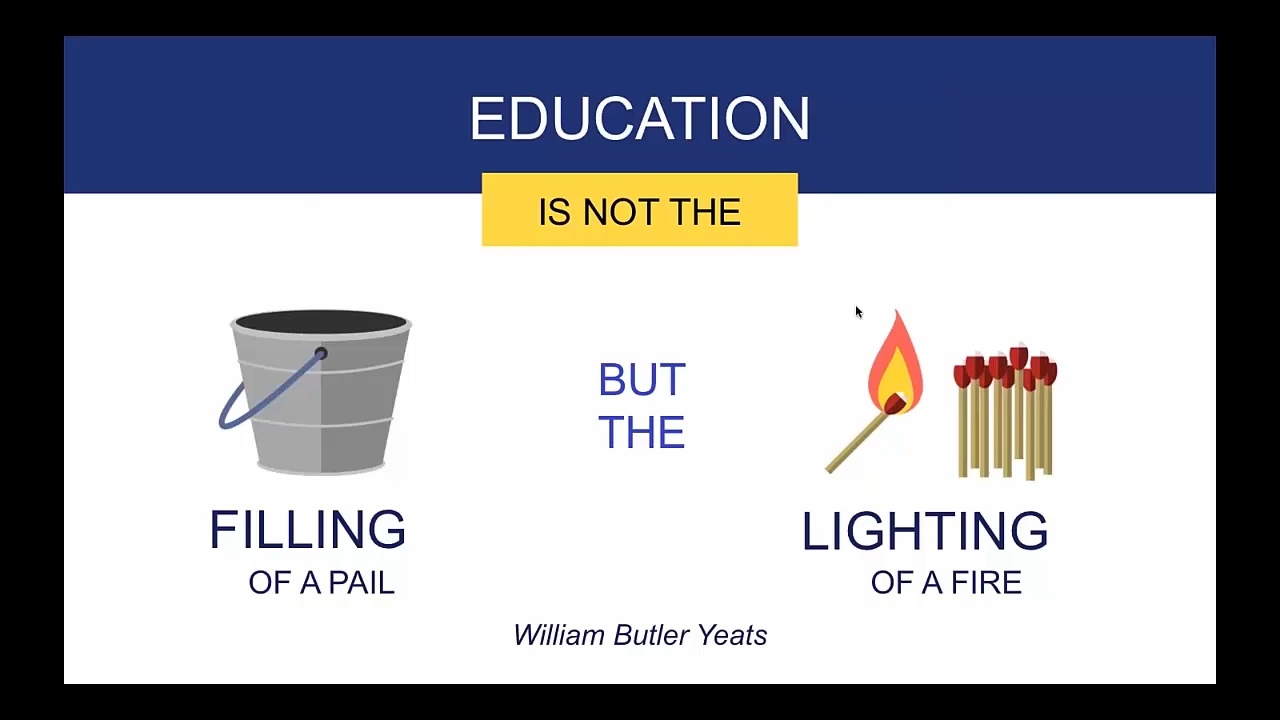 EDUCATION
IS NOT THE
FILLING
OF A PAIL
BUT
THE
LIGHTING
OF A FIRE
William Butler Yeats